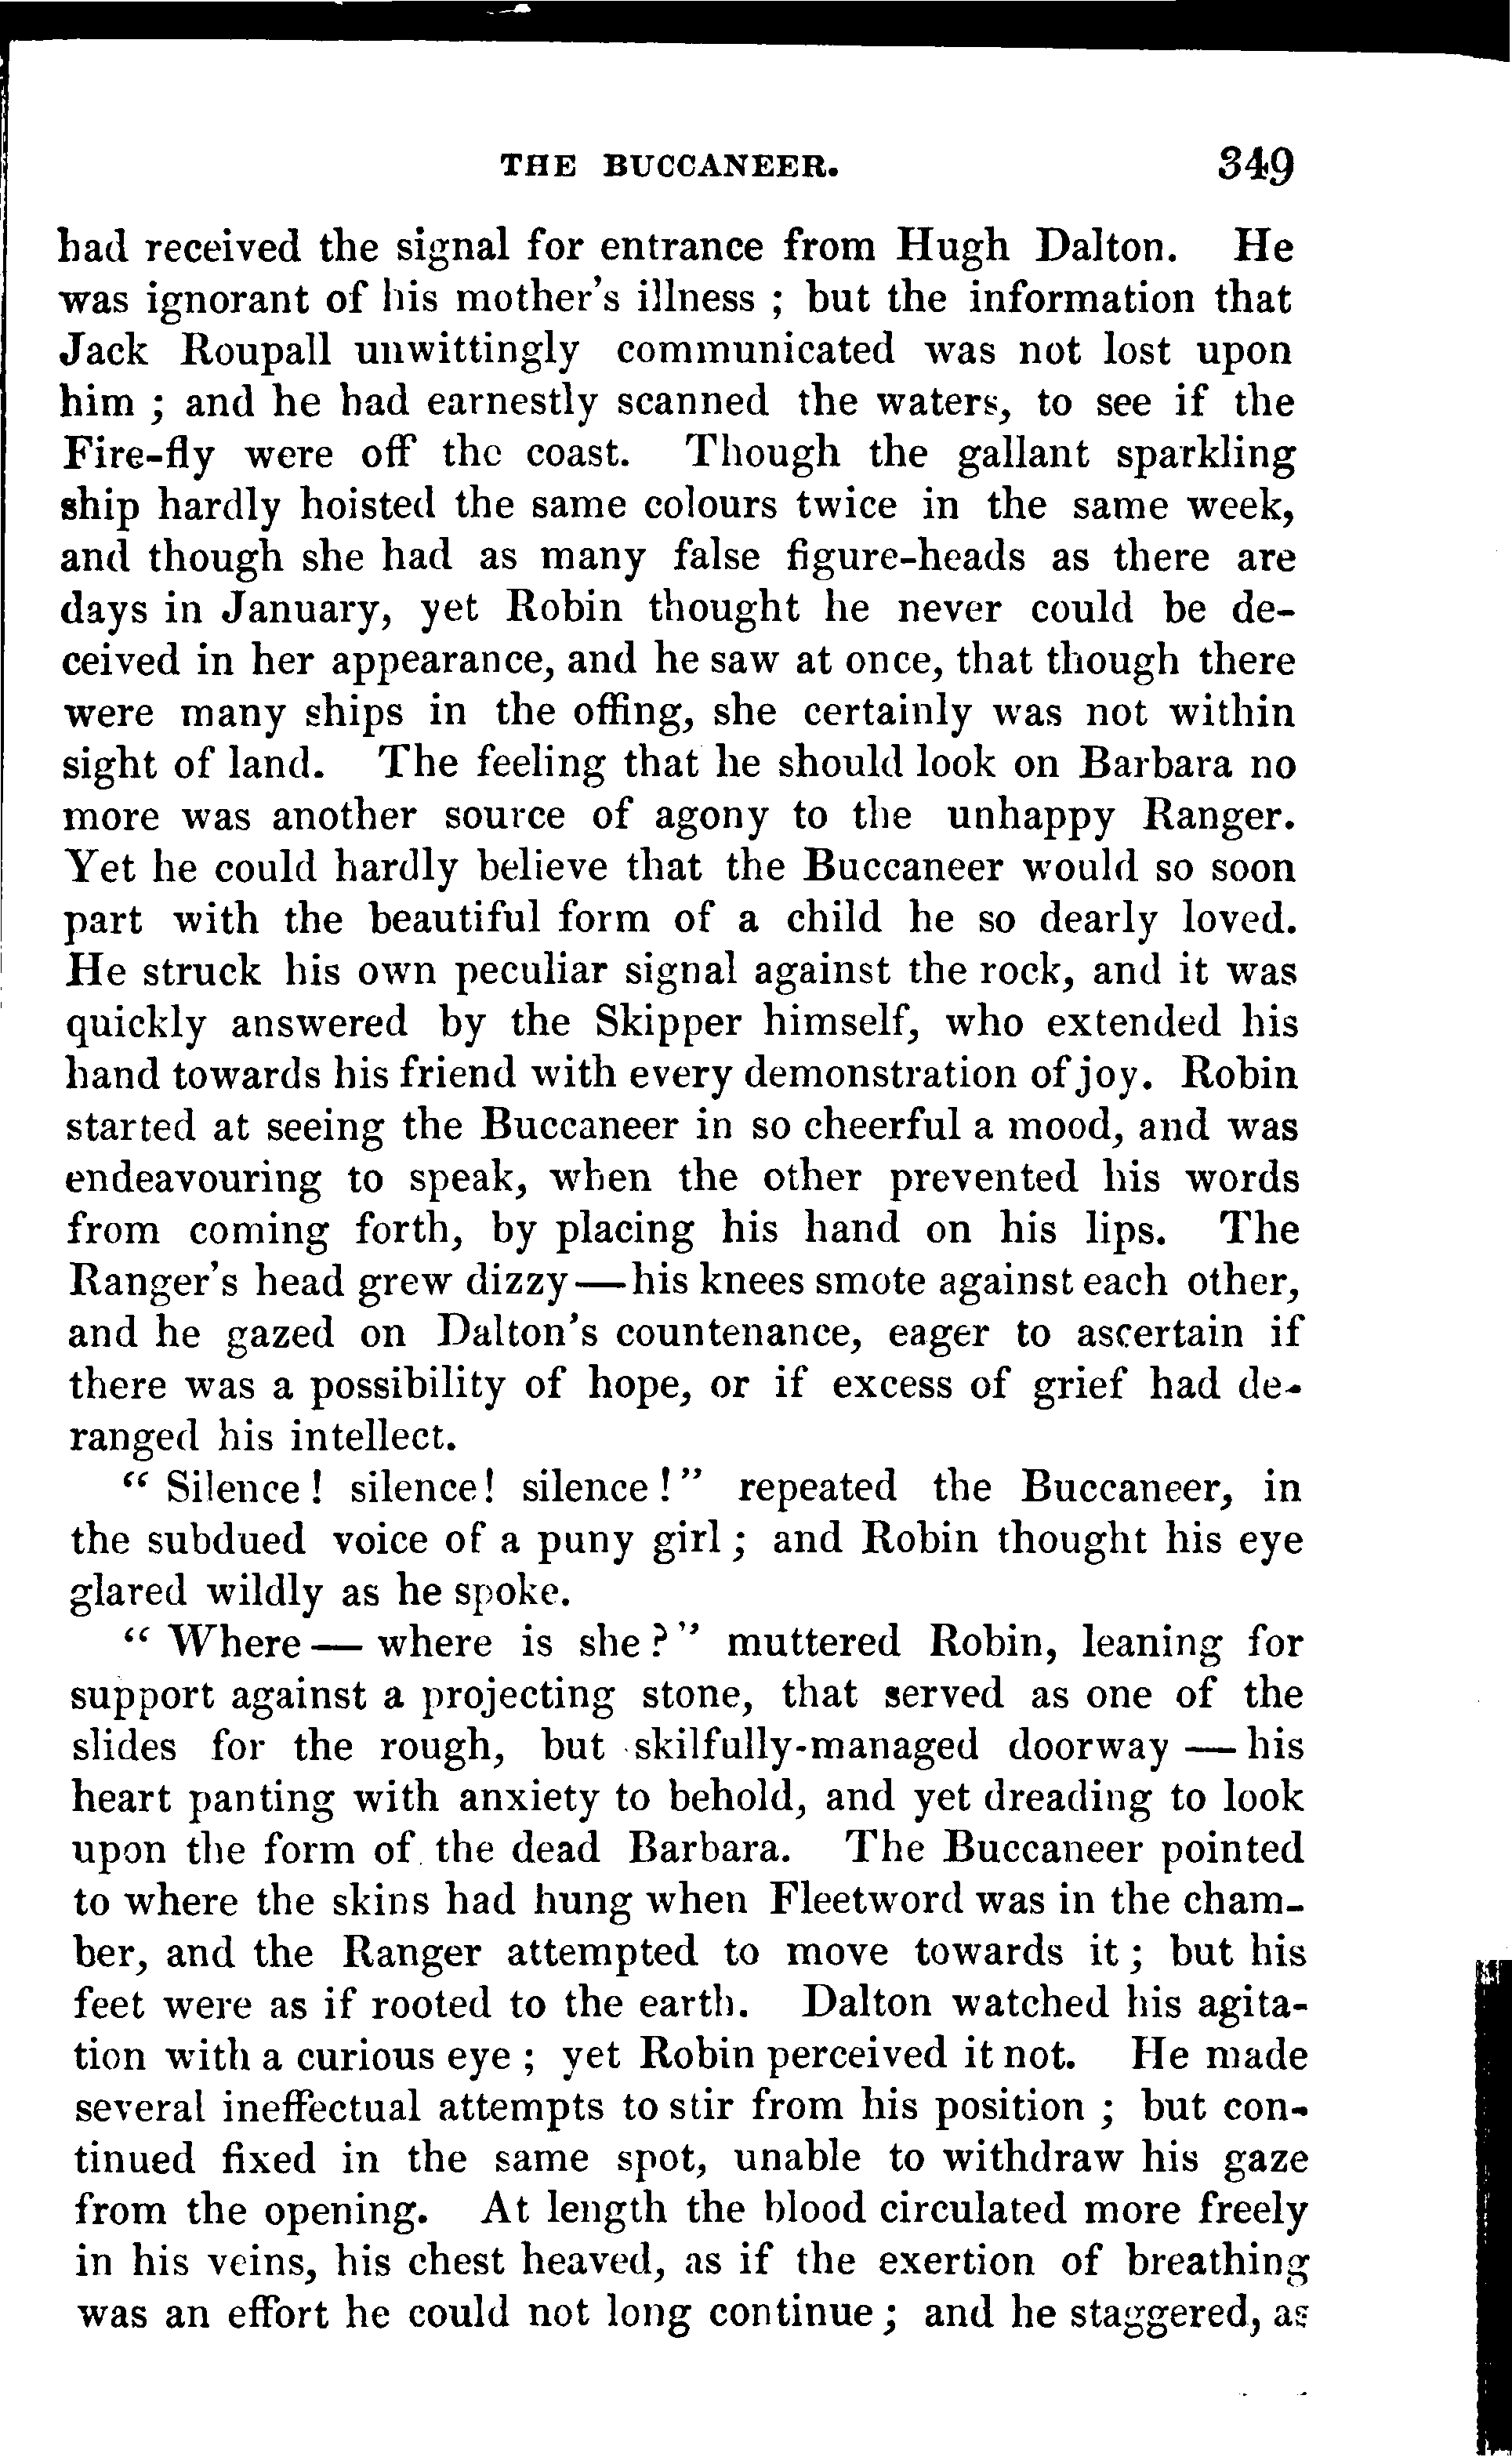 THE BUCCANEER. 349
had received the signal for entrance from Hugh Dalton. He
was ignorant of his mother's illness ; but the information that
Jack Roupall unwittingly communicated was not lost upon
him ; and he had earnestly scanned the waters, to see if the
Fire-fly were off the coast. Though the gallant sparkling
ship hardly hoisted the same colours twice in the same week,
and though she had as many false figure-heads as there are
days in January, yet Robin thought he never could be de-
ceived in her appearance, and he saw at once, that though there
were many ships in the offing, she certainly was not within
sight of land. The feeling that he should look on Barbara no
more was another source of agony to the unhappy Ranger.
Yet he could hardly believe that the Buccaneer would so soon
part with the beautiful form of a child he so dearly loved.
He struck his own peculiar signal against the rock, and it was
quickly answered by the Skipper himself, who extended his
hand towards his friend with every demonstration of joy. Robin
started at seeing the Buccaneer in so cheerful a mood, and was
endeavouring to speak, when the other prevented his words
from coming forth, by placing his hand on his lips. The
Ranger's head grew dizzy—his knees smote against each other,
and he gazed on Dalton's countenance, eager to ascertain if
there was a possibility of hope, or if excess of grief had de-
ranged his intellect.
“ Silence ! silence ! silence ! ” repeated the Buccaneer, in
the subdued voice of a puny girl ; and Robin thought his eye
glared wildly as he spoke.
“ Where — where is she ? ” muttered Robin, leaning for
support against a projecting stone, that served as one of the
slides for the rough, but skilfully-managed doorway — his
heart panting with anxiety to behold, and yet dreading to look
upon the form of the dead Barbara. The Buccaneer pointed
to where the skins had hung when Fleetword was in the cham-
ber, and the Ranger attempted to move towards it ; but his
feet were as if rooted to the earth. Dalton watched his agita-
tion with a curious eye ; yet Robin perceived it not. He made
several ineffectual attempts to stir from his position ; but con-
tinued fixed in the same spot, unable to withdraw his gaze
from the opening. At length the blood circulated more freely
in his veins, his chest heaved, as if the exertion of breathing
was an effort he could not long continue ; and he staggered, as